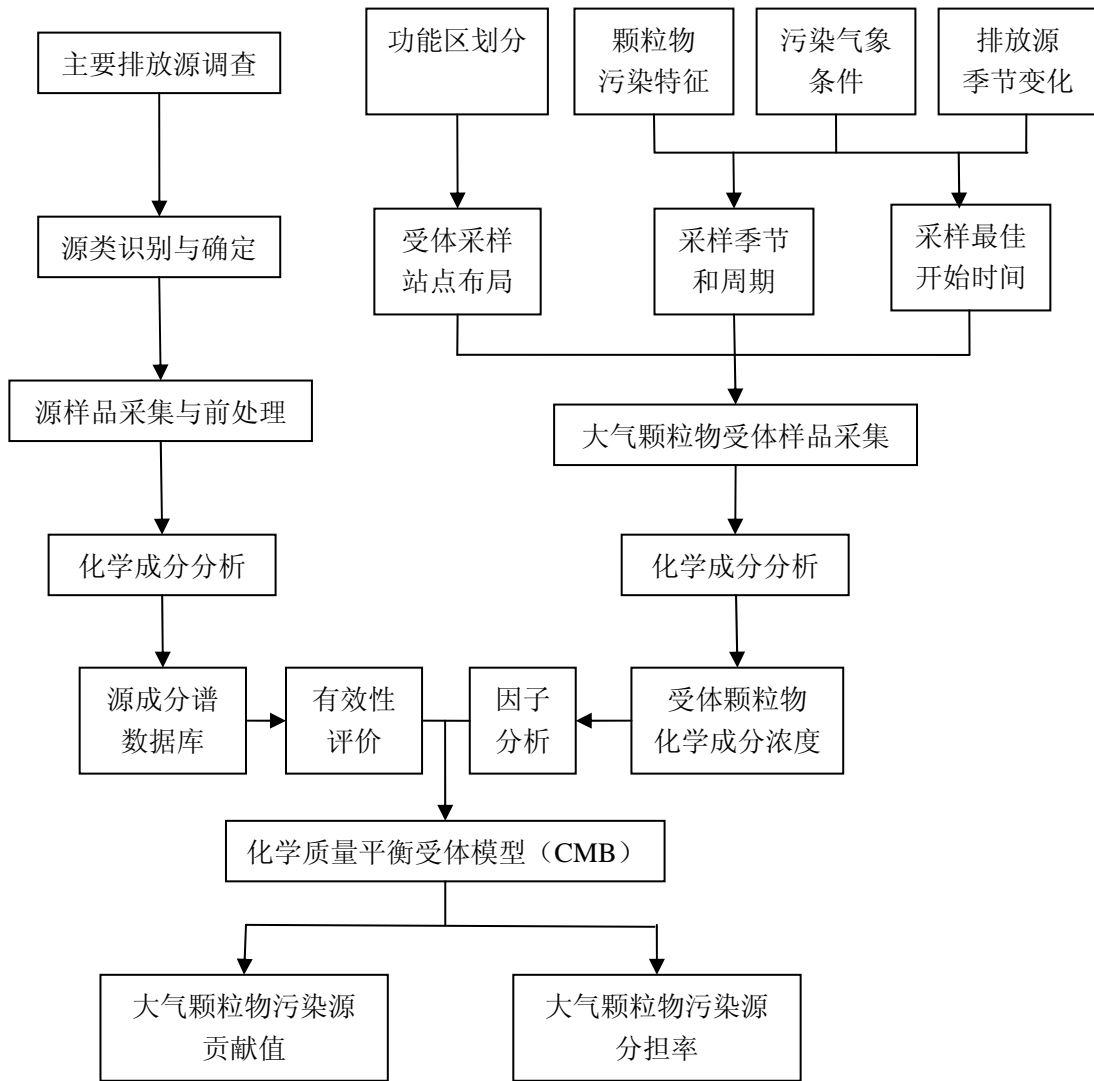 主要排放源调查
功能区划分
颗粒物
污染特征
污染气象
条件
排放源
季节变化
源类识别与确定
受体采样
站点布局
采样季节
和周期
采样最佳
开始时间
源样品采集与前处理
大气颗粒物受体样品采集
化学成分分析
化学成分分析
源成分谱
数据库
有效性
评价
因子
分析
受体颗粒物
化学成分浓度
化学质量平衡受体模型（CMB）
大气颗粒物污染源
贡献值
大气颗粒物污染源
分担率